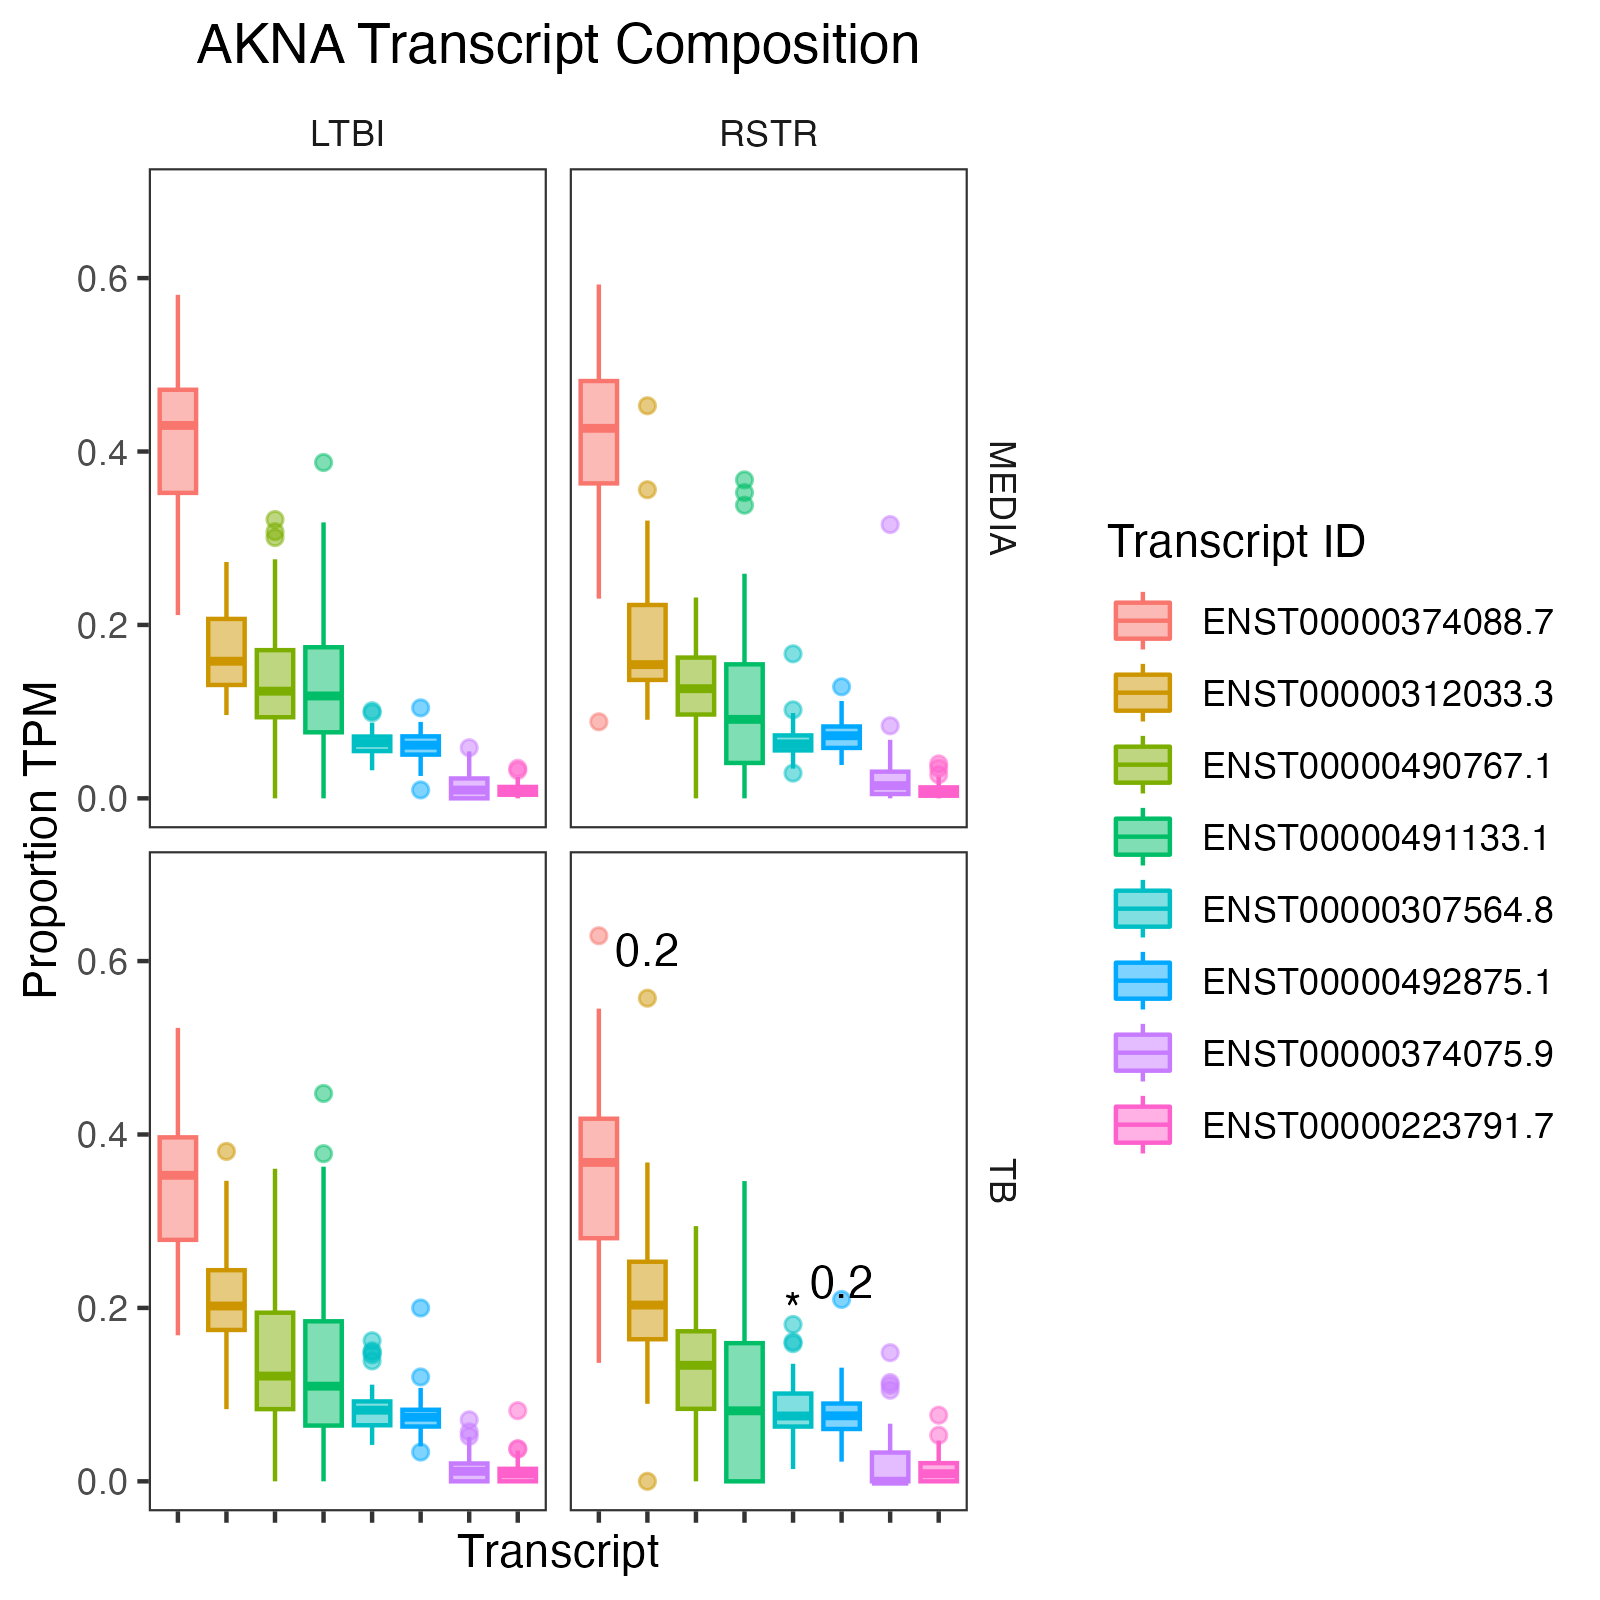 AKNA Transcript Composition
LTBI
RSTR
0.6
0.4
0.2
0.0
MEDIA
Proportion TPM
0.6
0.4
0.2
0.0
0.2
*
0.2
TB
Transcript
Transcript ID
ENST00000374088.7
ENST00000312033.3
ENST00000490767.1
ENST00000491133.1
ENST00000307564.8
ENST00000492875.1
ENST00000374075.9
ENST00000223791.7